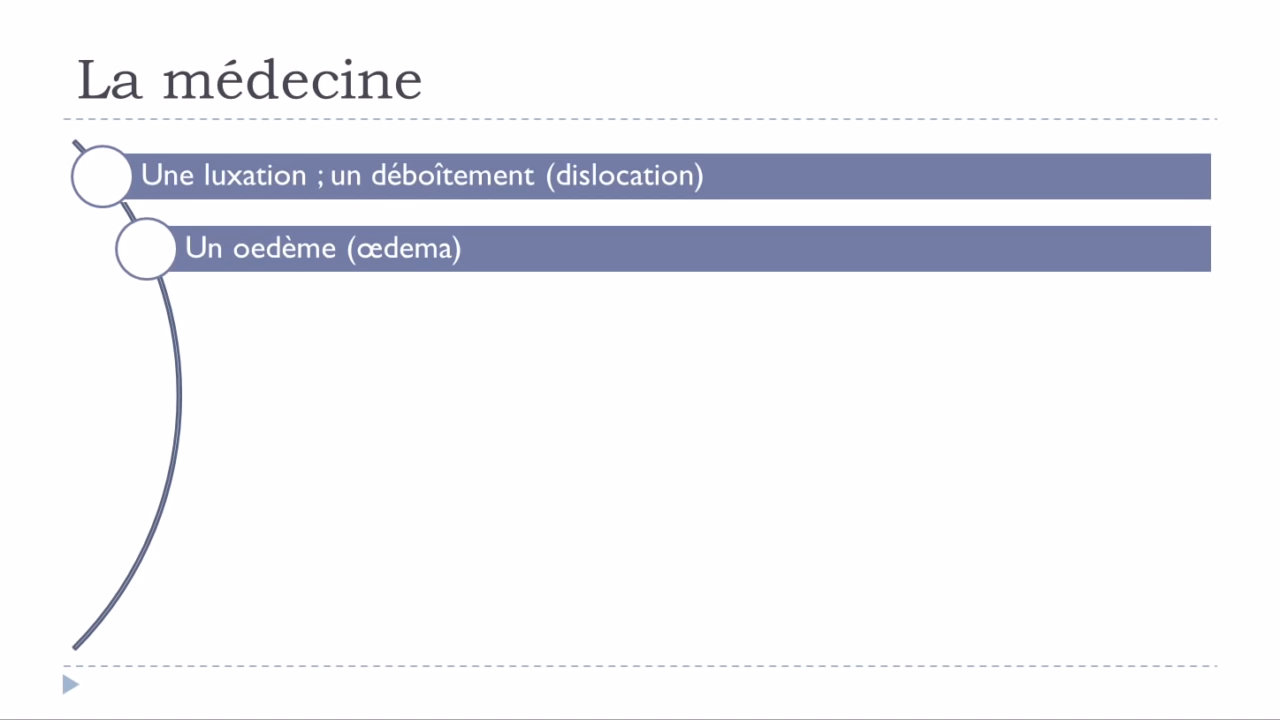 La médecine
Une luxation ; un déboîtement (dislocation)
Un oedème (œdema)